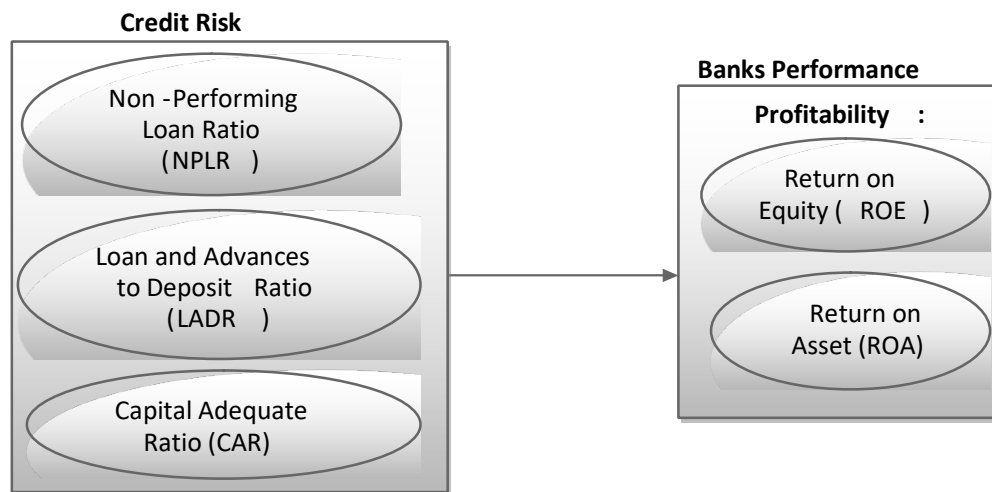 Credit Risk
Non -Performing
Loan Ratio
(NPLR )
Loan and Advances
to Deposit Ratio
(LADR )
Capital Adequate
Ratio (CAR)
Banks Performance
Profitability :
Return on
Equity ( ROE )
Return on
Asset (ROA)